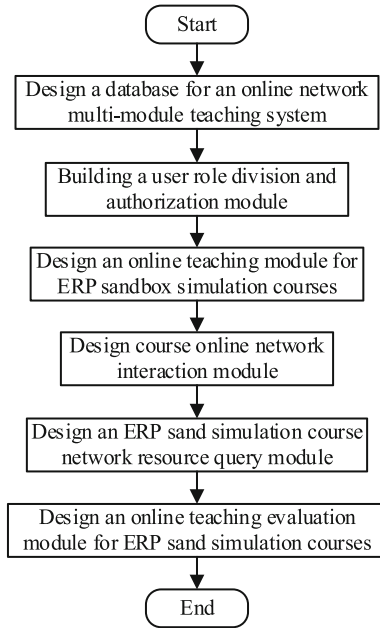 Start
Design a database for an online network
multi-module teaching system
Building a user role division and
authorization module
Design an online teaching module for
ERP sandbox simulation courses
Design course online network
interaction module
Design an ERP sand simulation course
network resource query module
Design an online teaching evaluation
module for ERP sand simulation courses
End